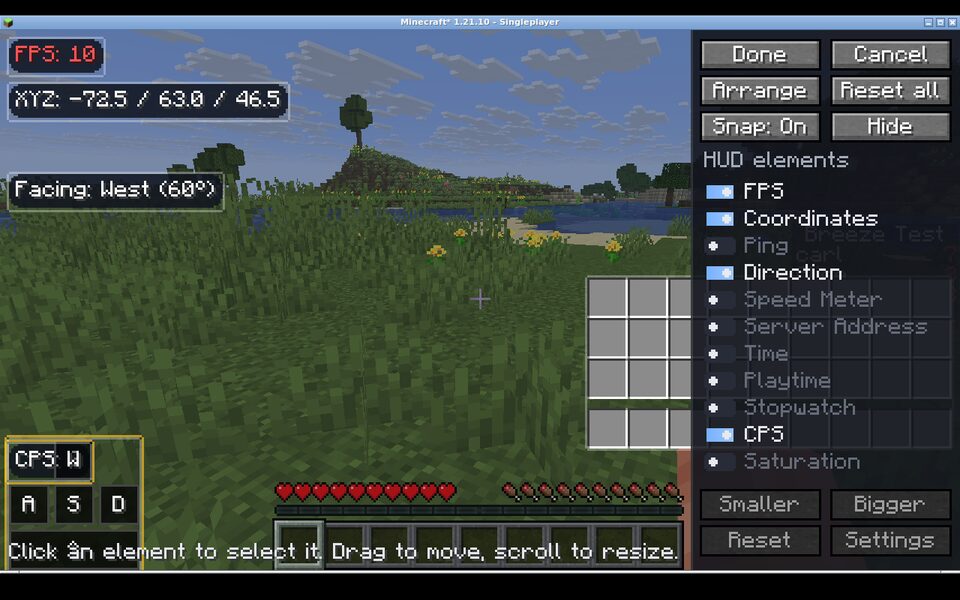 Minecraft* 1.21.10 - Singleplayer
FPS: 10
XYZ: -72.5 / 63.0 / 46.5
Facing: West (60°)
Done
Cancel
Arrange
Reset all
Snap: On
Hide
HUD elements
FPS
Coordinates
Ping
Direction
Speed Meter
Server Address
Time
Playtime
Stopwatch
CPS
Saturation
Smaller
Bigger
Reset
Settings
CPS
W
A S D
Click an element to select it. Drag to move, scroll to resize.